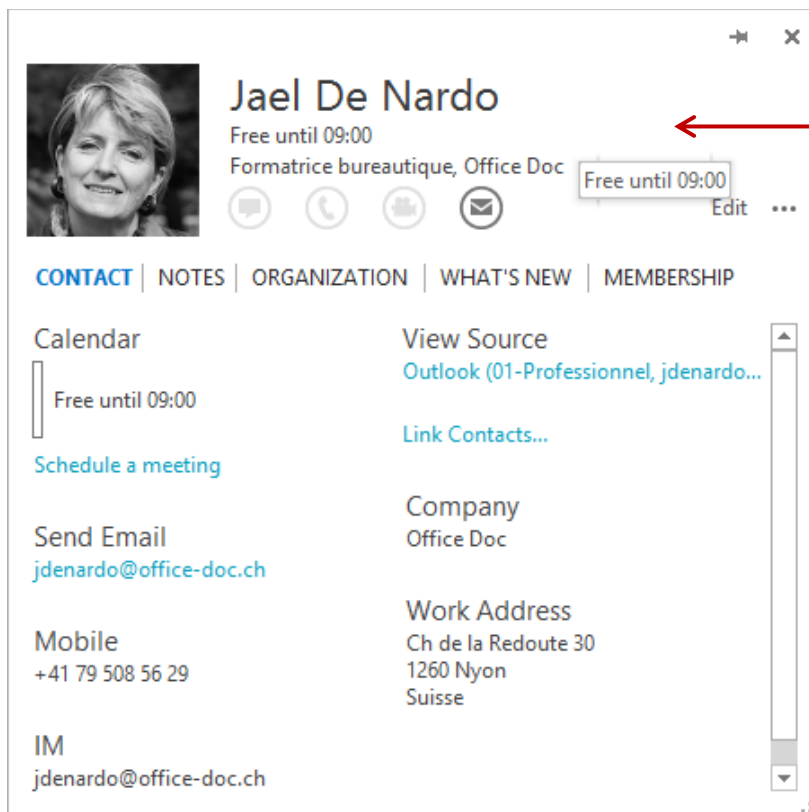 Jael De Nardo
Free until 09:00
Formatrice bureautique, Office Doc
Free until 09:00
Edit
CONTACT NOTES ORGANIZATION WHAT'S NEW MEMBERSHIP
Calendar
Free until 09:00
Schedule a meeting
Send Email
jdenardo@office-doc.ch
Mobile
+41 79 508 56 29
IM
jdenardo@office-doc.ch
View Source
Outlook (01-Professionnel, jdenardo...
Link Contacts...
Company
Office Doc
Work Address
Ch de la Redoute 30
1260 Nyon
Suisse